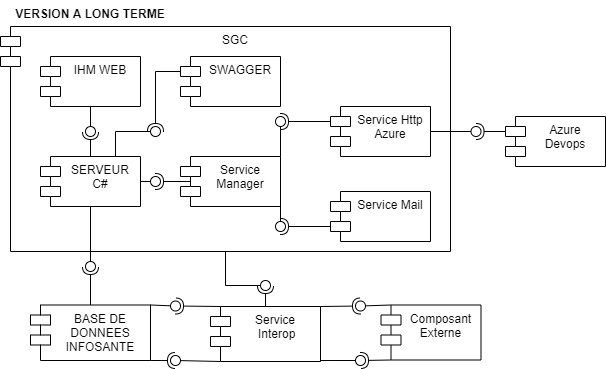 VERSION A LONG TERME
SGC
IHM WEB
SWAGGER
Service Http
Azure
Azure
Devops
SERVEUR
C#
Service
Manager
Service Mail
BASE DE
DONNEES
INFOSANTE
Service
Interop
Composant
Externe